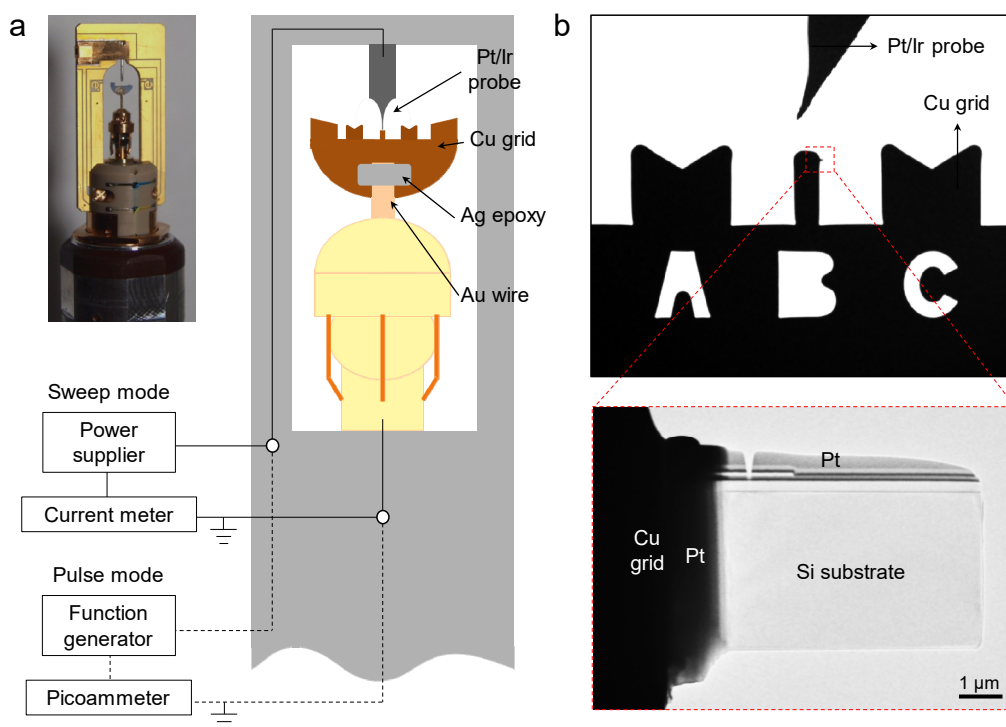 a
Pt/Ir
probe
Cu grid
Ag epoxy
Au wire
Sweep mode
Power
supplier
Current meter
Pulse mode
Function
generator
Picoammeter
b
Pt/Ir probe
Cu grid
A B C
Pt
Cu
grid
Pt
Si substrate
1 µm